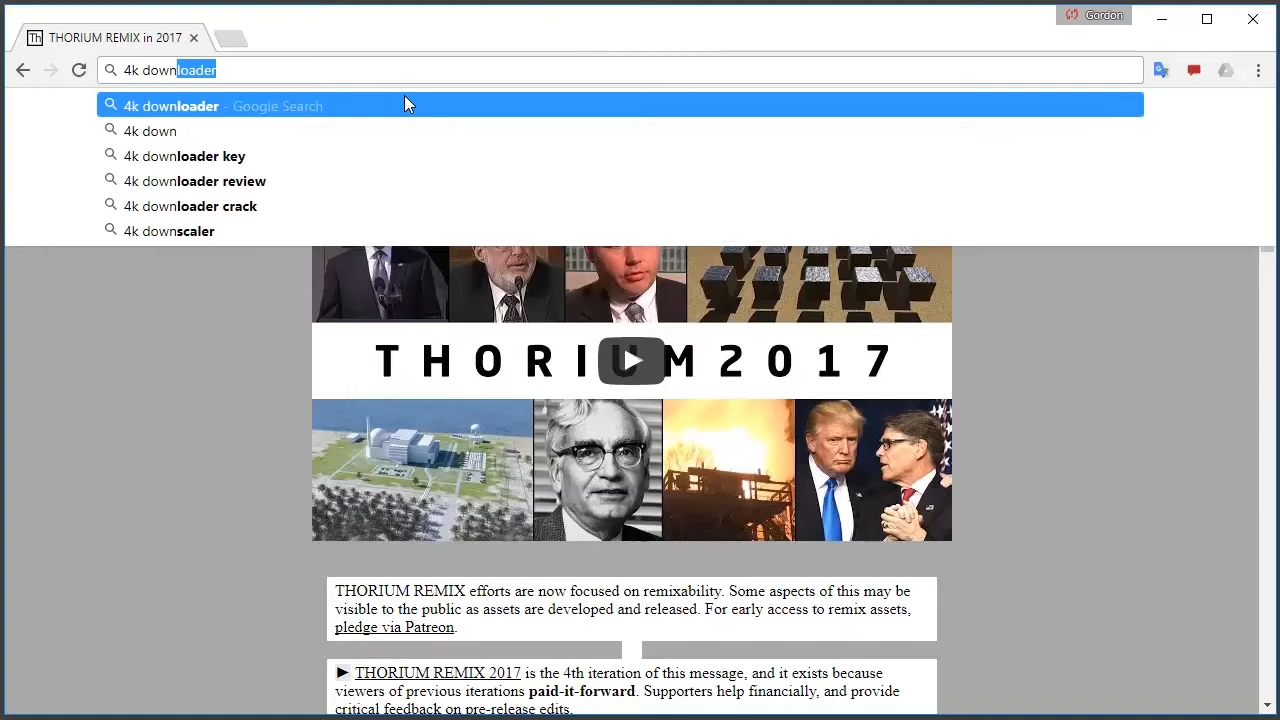 Gordon
Th THORIUM REMIX in 2017
4k downloader
4k downloader - Google Search
4k down
4k downloader key
4k downloader review
4k downloader crack
4k downscaler
THORIUM2017
THORIUM REMIX efforts are now focused on remixability. Some aspects of this may be
visible to the public as assets are developed and released. For early access to remix assets,
pledge via Patreon.
► THORIUM REMIX 2017 is the 4th iteration of this message, and it exists because
viewers of previous iterations paid-it-forward. Supporters help financially, and provide
critical feedback on pre-release edits.